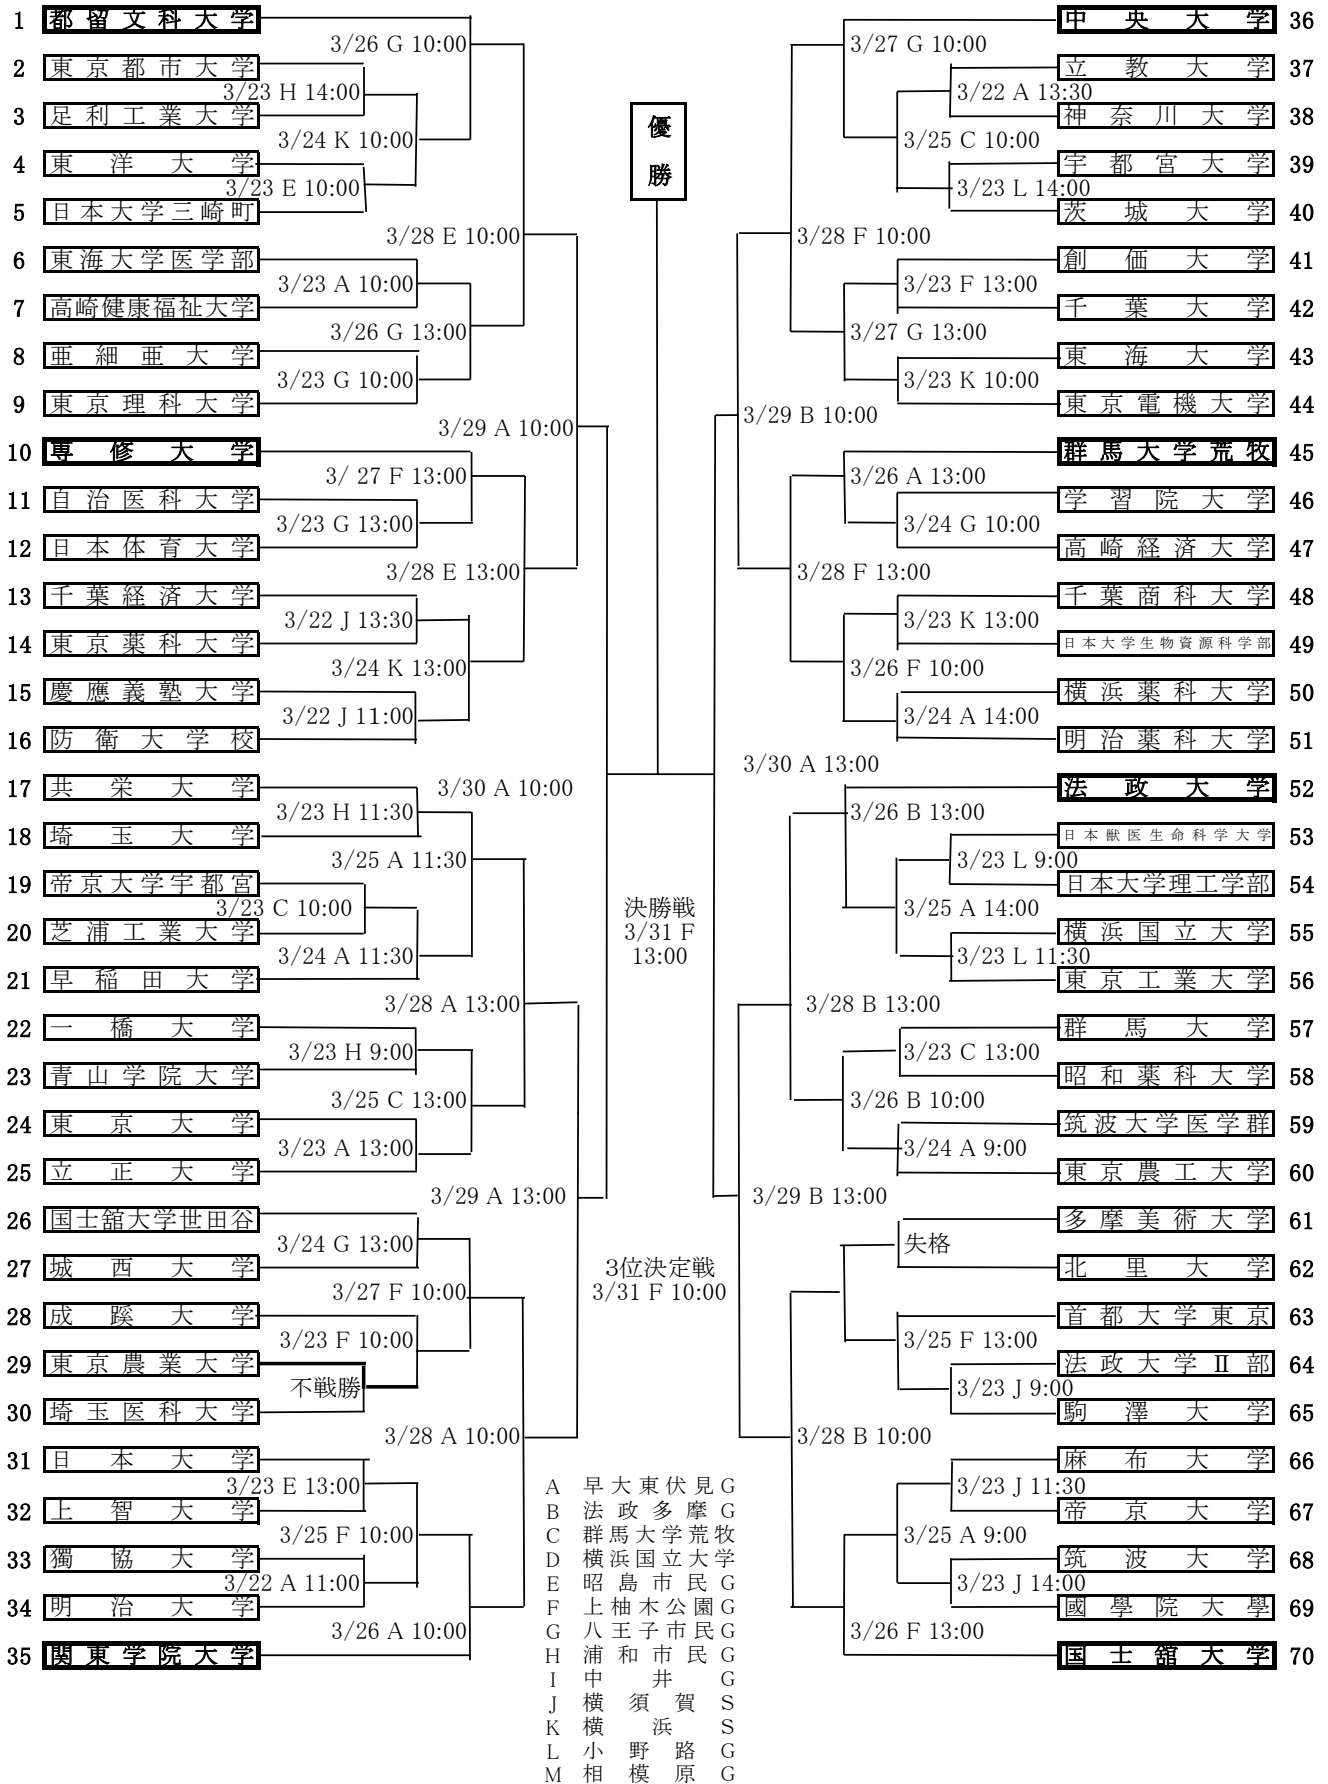 1 都留文科大学
3/26 G 10:00
2 東京都市大学
3/23 H 14:00
3 足利工業大学
3/24 K 10:00
4 東洋大学
3/23 E 10:00
5 日本大学三崎町
3/28 E 10:00
6 東海大学医学部
3/23 A 10:00
7 高崎健康福祉大学
3/26 G 13:00
8 亜細亜大学
3/23 G 10:00
9 東京理科大学
3/29 A 10:00
10 専修大学
3/ 27 F 13:00
11 自治医科大学
3/23 G 13:00
12 日本体育大学
3/28 E 13:00
13 千葉経済大学
3/22 J 13:30
14 東京薬科大学
3/24 K 13:00
15 慶應義塾大学
3/22 J 11:00
16 防衛大学校
3/30 A 10:00
17 共栄大学
3/23 H 11:30
18 埼玉大学
3/25 A 11:30
19 帝京大学宇都宮
3/23 C 10:00
20 芝浦工業大学
3/24 A 11:30
21 早稲田大学
3/28 A 13:00
22 一橋大学
3/23 H 9:00
23 青山学院大学
3/25 C 13:00
24 東京大学
3/23 A 13:00
25 立正大学
3/29 A 13:00
26 国士舘大学世田谷
3/24 G 13:00
27 城西大学
3/27 F 10:00
28 成蹊大学
3/23 F 10:00
29 東京農業大学
不戦勝
30 埼玉医科大学
3/28 A 10:00
31 日本大学
3/23 E 13:00
32 上智大学
3/25 F 10:00
33 獨協大学
3/22 A 11:00
34 明治大学
3/26 A 10:00
35 関東学院大学
優
勝
決勝戦
3/31 F
13:00
3位決定戦
3/31 F 10:00
A 早大東伏見G
B 法政多摩G
C 群馬大学荒牧
D 横浜国立大学
E 昭島市民G
F 上柚木公園G
G 八王子市民G
H 浦和市民G
I 中井G
J 横須賀S
K 横浜S
L 小野路G
M 相模原G
中央大学 36
3/27 G 10:00
立教大学 37
3/22 A 13:30
神奈川大学 38
3/25 C 10:00
宇都宮大学 39
3/23 L 14:00
茨城大学 40
3/28 F 10:00
創価大学 41
3/23 F 13:00
千葉大学 42
3/27 G 13:00
東海大学 43
3/23 K 10:00
東京電機大学 44
3/29 B 10:00
群馬大学荒牧 45
3/26 A 13:00
学習院大学 46
3/24 G 10:00
高崎経済大学 47
3/28 F 13:00
千葉商科大学 48
3/23 K 13:00
日本大学生物資源科学部 49
3/26 F 10:00
横浜薬科大学 50
3/24 A 14:00
明治薬科大学 51
3/30 A 13:00
法政大学 52
3/26 B 13:00
日本獣医生命科学大学 53
3/23 L 9:00
日本大学理工学部 54
3/25 A 14:00
横浜国立大学 55
3/23 L 11:30
東京工業大学 56
3/28 B 13:00
群馬大学 57
3/23 C 13:00
昭和薬科大学 58
3/26 B 10:00
筑波大学医学群 59
3/24 A 9:00
東京農工大学 60
3/29 B 13:00
多摩美術大学 61
失格
北里大学 62
首都大学東京 63
3/25 F 13:00
法政大学Ⅱ部 64
3/23 J 9:00
駒澤大学 65
3/28 B 10:00
麻布大学 66
3/23 J 11:30
帝京大学 67
3/25 A 9:00
筑波大学 68
3/23 J 14:00
國學院大學 69
3/26 F 13:00
国士舘大学 70